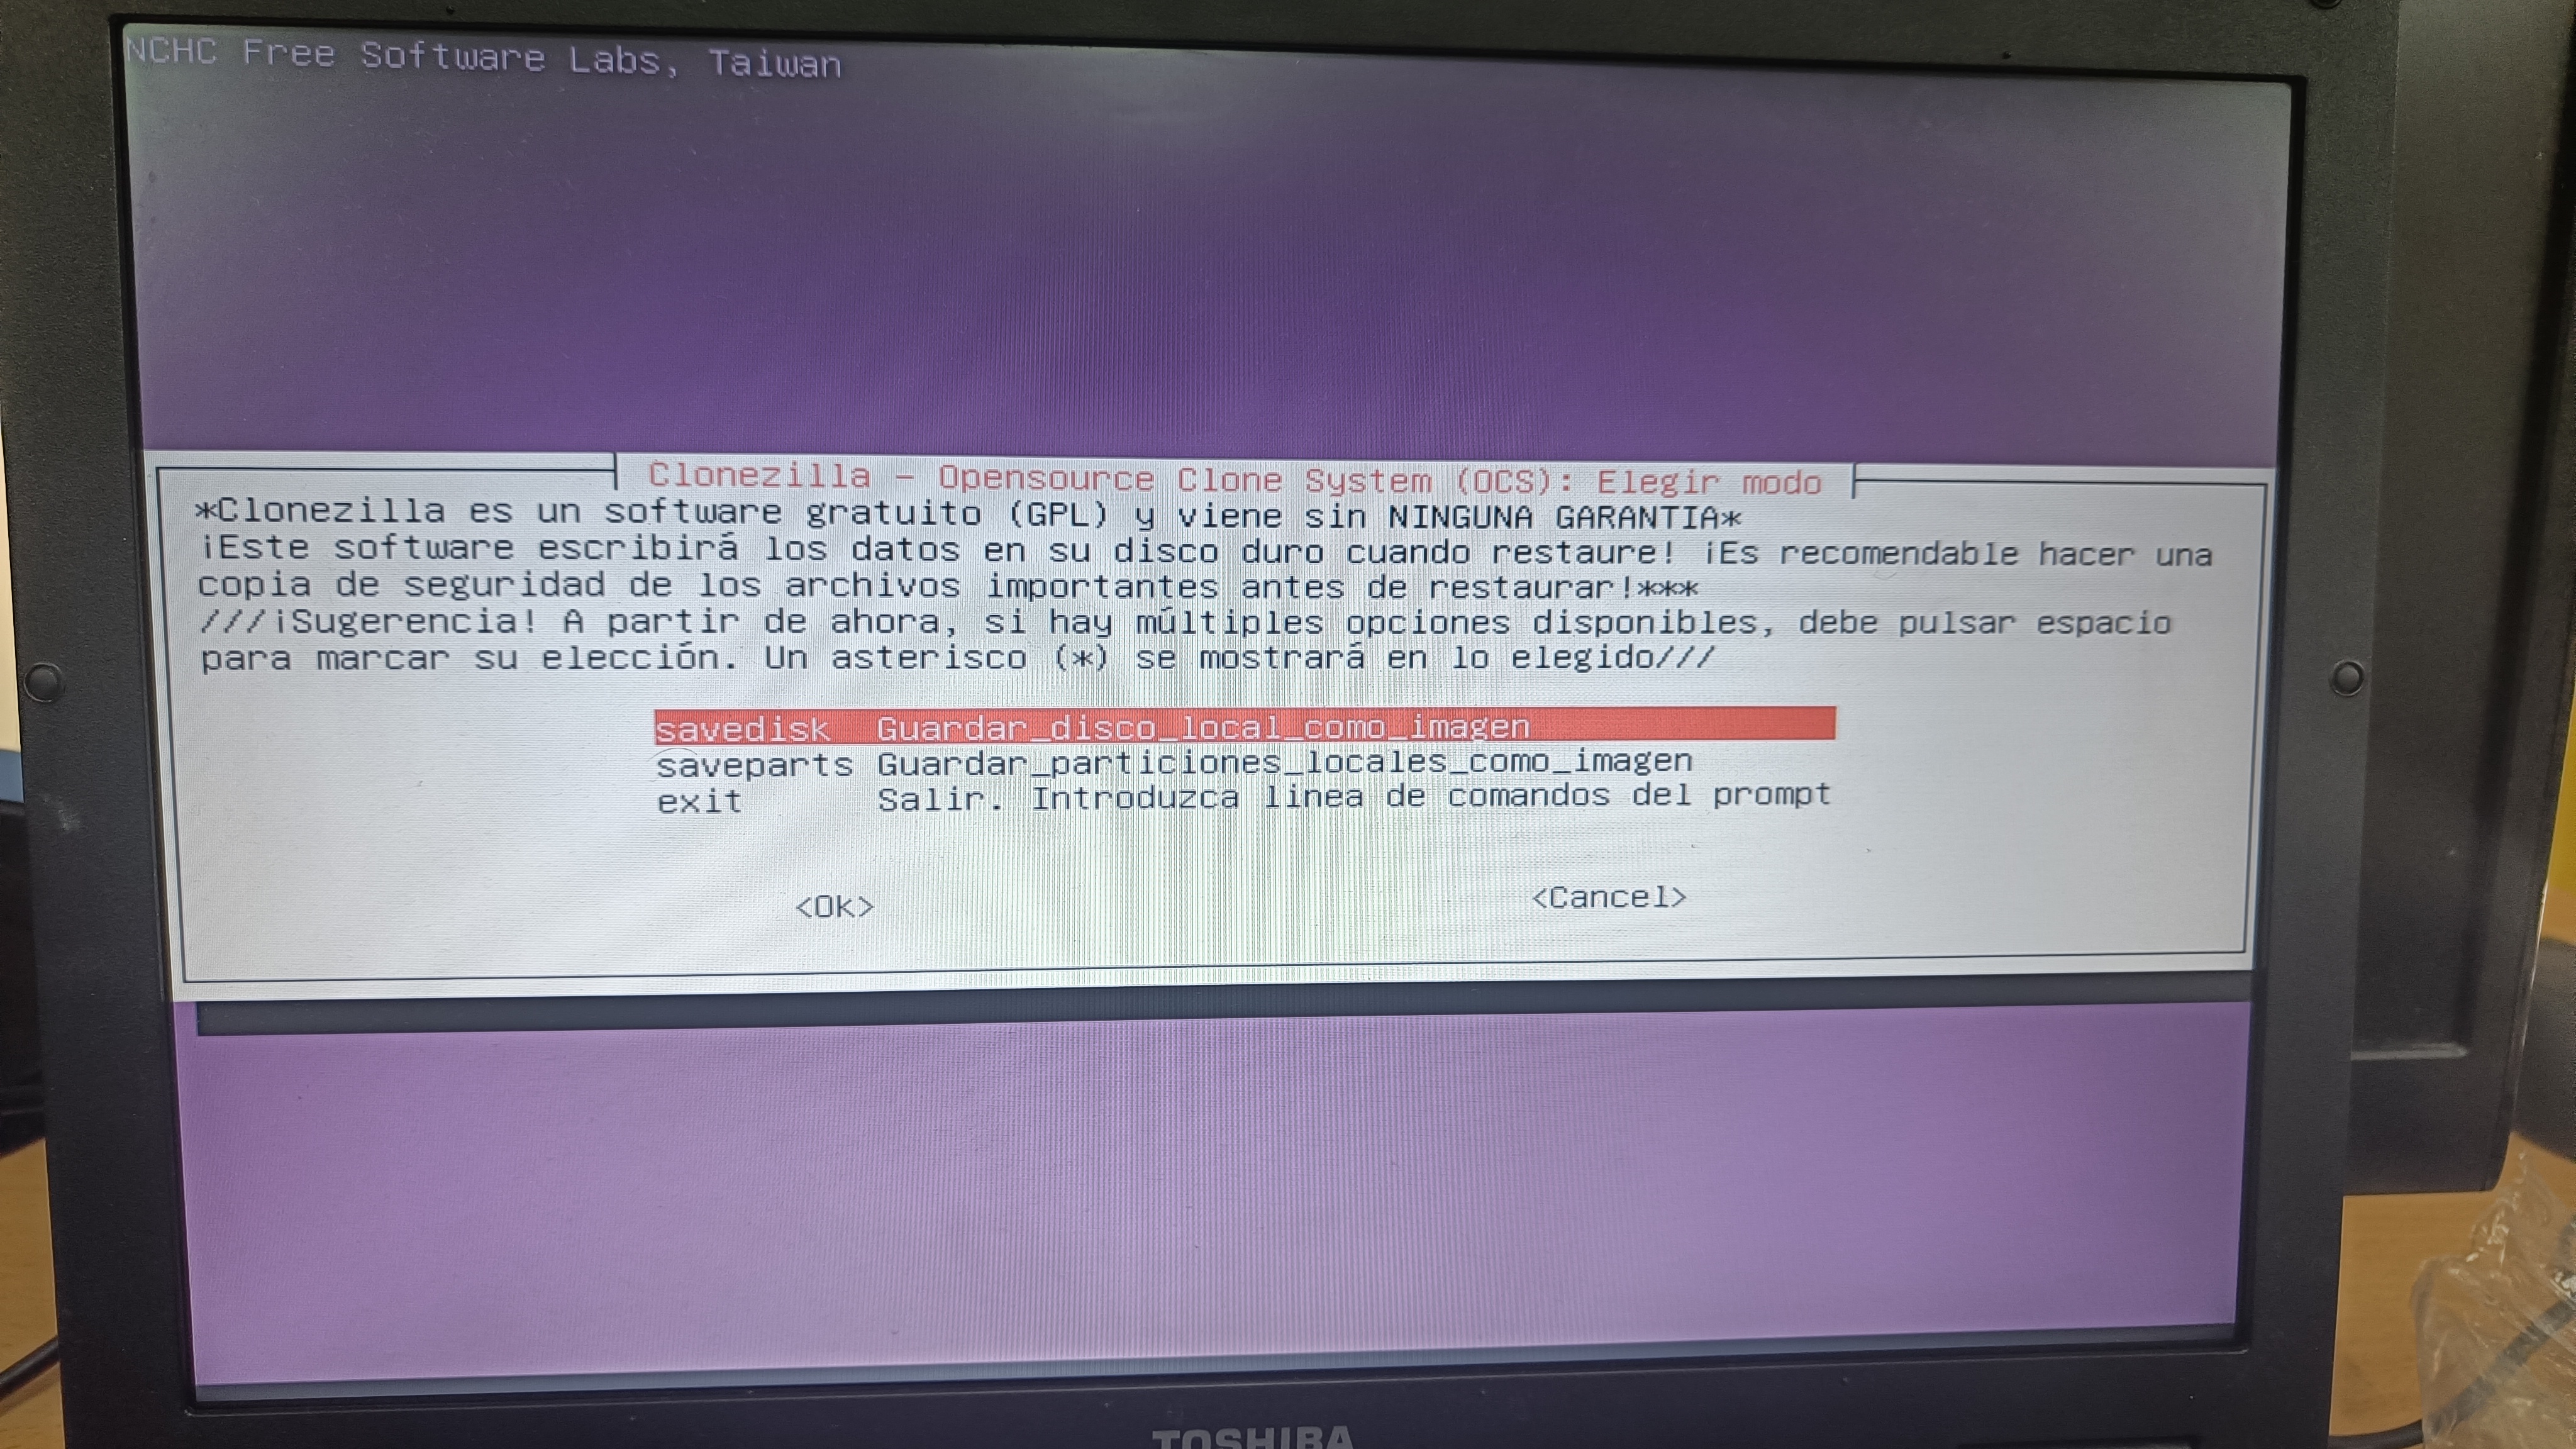 NCHC Free Software Labs, Taiwan
Clonezilla - Opensource Clone System (OCS): Elegir modo
*Clonezilla es un software gratuito (GPL) y viene sin NINGUNA GARANTIA*
¡Este software escribirá los datos en su disco duro cuando restaure! ¡Es recomendable hacer una
copia de seguridad de los archivos importantes antes de restaurar!***
///¡Sugerencia! A partir de ahora, si hay múltiples opciones disponibles, debe pulsar espacio
para marcar su elección. Un asterisco (*) se mostrará en lo elegido///
savedisk Guardar_disco_local_como_imagen
saveparts Guardar_particiones_locales_como_imagen
exit Salir. Introduzca línea de comandos del prompt
<Ok> <Cancel>
TOSHIBA